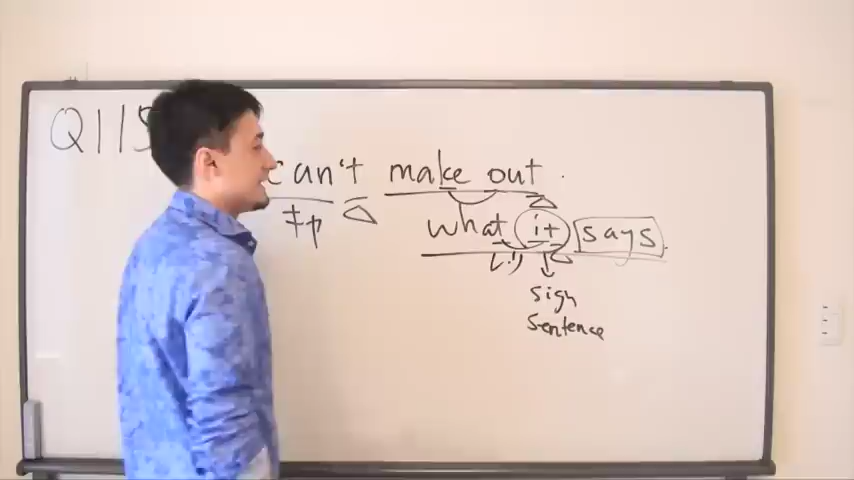 Q115
can't make out.
what it says.
sign
sentence